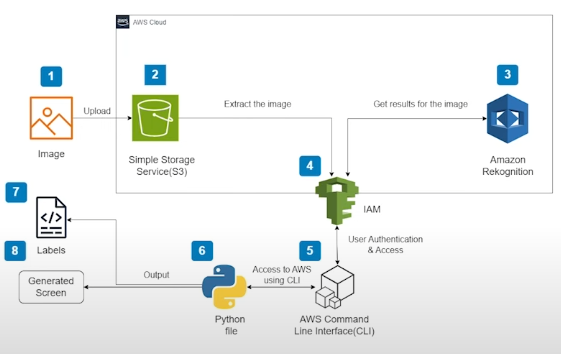 aws
AWS Cloud
1
2
3
Upload
Extract the image
Get results for the image
Image
Simple Storage
Service(S3)
Amazon
Rekognition
4
IAM
7
User Authentication
& Access
Labels
8
6
5
Generated
Screen
Output
Access to AWS
using CLI
Python
file
AWS Command
Line Interface(CLI)